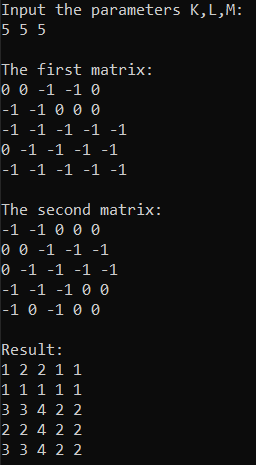 Input the parameters K,L,M:
5 5 5
The first matrix:
0 0 -1 -1 0
-1 -1 0 0 0
-1 -1 -1 -1 -1
0 -1 -1 -1 -1
-1 -1 -1 -1 -1
The second matrix:
-1 -1 0 0 0
0 0 -1 -1 -1
0 -1 -1 -1 -1
-1 -1 -1 0 0
-1 0 -1 0 0
Result:
1 2 2 1 1
1 1 1 1 1
3 3 4 2 2
2 2 4 2 2
3 3 4 2 2